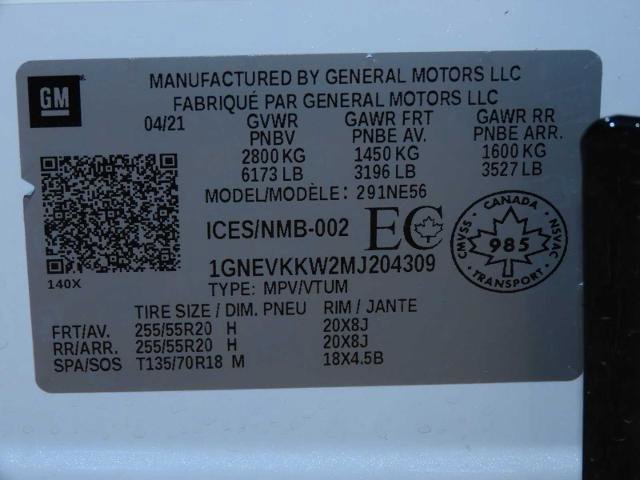 GM
MANUFACTURED BY GENERAL MOTORS LLC
FABRIQUÉ PAR GENERAL MOTORS LLC
04/21 GVWR GAWR FRT GAWR RR
PNBV PNBE AV. PNBE ARR.
2800 KG 1450 KG 1600 KG
6173 LB 3196 LB 3527 LB
MODEL/MODÈLE: 291NE56
ICES/NMB-002 EC
CANADA
CMVSS 985 NSVAC
TRANSPORT
140X
1GNEVKKW2MJ204309
TYPE: MPV/VTUM
TIRE SIZE / DIM. PNEU RIM / JANTE
FRT/AV. 255/55R20 H 20X8J
RR/ARR. 255/55R20 H 20X8J
SPA/SOS T135/70R18 M 18X4.5B